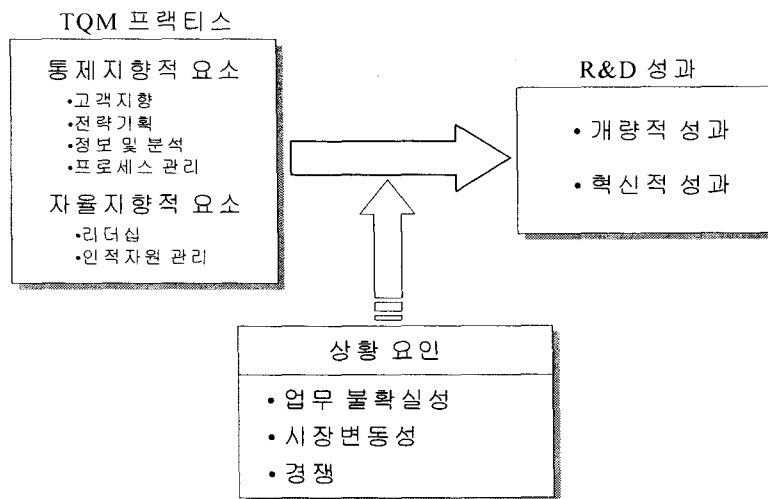 TQM 프랙티스
통제지향적 요소
•고객지향
•전략기획
•정보 및 분석
•프로세스 관리
자율지향적 요소
•리더십
•인적자원 관리
R&D 성과
• 개량적 성과
• 혁신적 성과
상황 요인
• 업무 불확실성
• 시장변동성
• 경쟁